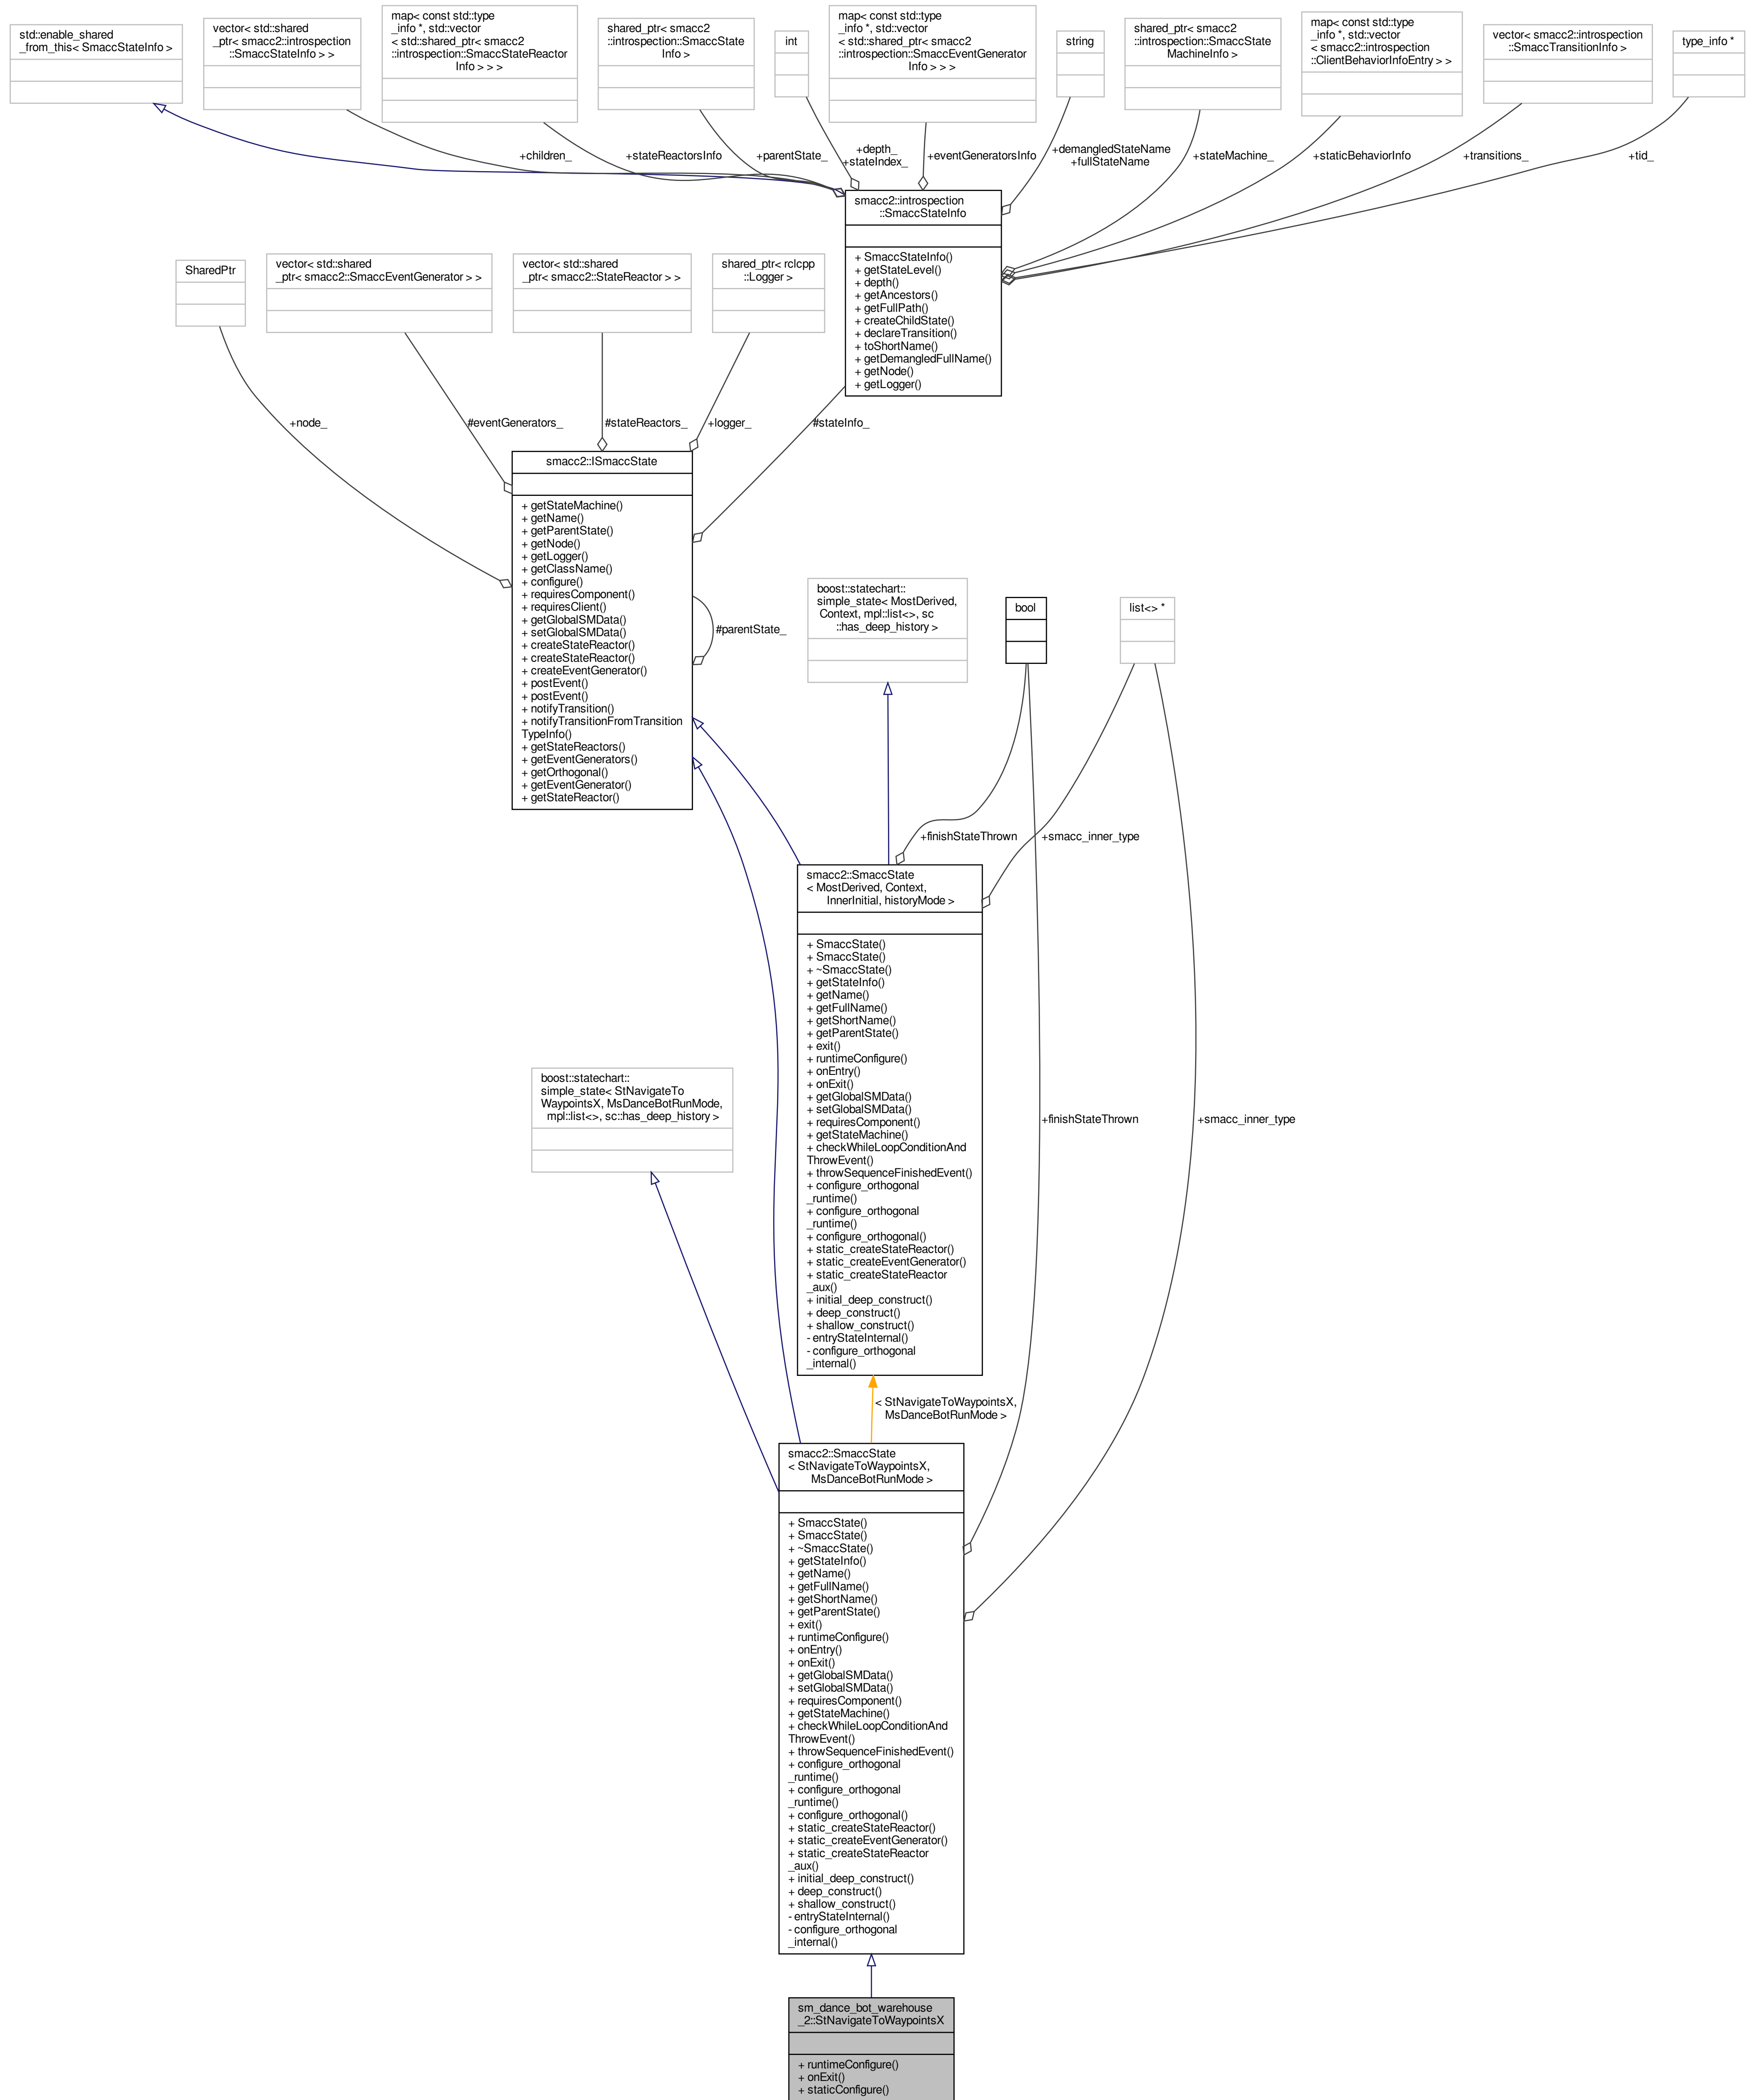 std::enable_shared
_from_this< SmaccStateInfo >
vector< std::shared
_ptr< smacc2::introspection
::SmaccStateInfo > >
map< const std::type
_info *, std::vector
< std::shared_ptr< smacc2
::introspection::SmaccStateReactor
Info > > >
shared_ptr< smacc2
::introspection::SmaccState
Info >
int
map< const std::type
_info *, std::vector
< std::shared_ptr< smacc2
::introspection::SmaccEventGenerator
Info > > >
string
shared_ptr< smacc2
::introspection::SmaccState
MachineInfo >
map< const std::type
_info *, std::vector
< smacc2::introspection
::ClientBehaviorInfoEntry > >
vector< smacc2::introspection
::SmaccTransitionInfo >
type_info *
+children_
+stateReactorsInfo
+parentState_
+depth_
+stateIndex_
+eventGeneratorsInfo
+demangledStateName
+fullStateName
+stateMachine_
+staticBehaviorInfo
+transitions_
+tid_
smacc2::introspection
::SmaccStateInfo
+ SmaccStateInfo()
+ getStateLevel()
+ depth()
+ getAncestors()
+ getFullPath()
+ createChildState()
+ declareTransition()
+ toShortName()
+ getDemangledFullName()
+ getNode()
+ getLogger()
SharedPtr
vector< std::shared
_ptr< smacc2::SmaccEventGenerator > >
vector< std::shared
_ptr< smacc2::StateReactor > >
shared_ptr< rclcpp
::Logger >
+node_
#eventGenerators_
#stateReactors_
+logger_
#stateInfo_
smacc2::ISmaccState
+ getStateMachine()
+ getName()
+ getParentState()
+ getNode()
+ getLogger()
+ getClassName()
+ configure()
+ requiresComponent()
+ requiresClient()
+ getGlobalSMData()
+ setGlobalSMData()
+ createStateReactor()
+ createStateReactor()
+ createEventGenerator()
+ postEvent()
+ postEvent()
+ notifyTransition()
+ notifyTransitionFromTransition
TypeInfo()
+ getStateReactors()
+ getEventGenerators()
+ getOrthogonal()
+ getEventGenerator()
+ getStateReactor()
#parentState_
boost::statechart::
simple_state< MostDerived,
Context, mpl::list<>, sc
::has_deep_history >
bool
list<> *
+finishStateThrown
+smacc_inner_type
smacc2::SmaccState
< MostDerived, Context,
InnerInitial, historyMode >
+ SmaccState()
+ SmaccState()
+ ~SmaccState()
+ getStateInfo()
+ getName()
+ getFullName()
+ getShortName()
+ getParentState()
+ exit()
+ runtimeConfigure()
+ onEntry()
+ onExit()
+ getGlobalSMData()
+ setGlobalSMData()
+ requiresComponent()
+ getStateMachine()
+ checkWhileLoopConditionAnd
ThrowEvent()
+ throwSequenceFinishedEvent()
+ configure_orthogonal
_runtime()
+ configure_orthogonal
_runtime()
+ configure_orthogonal()
+ static_createStateReactor()
+ static_createEventGenerator()
+ static_createStateReactor
_aux()
+ initial_deep_construct()
+ deep_construct()
+ shallow_construct()
- entryStateInternal()
- configure_orthogonal
_internal()
boost::statechart::
simple_state< StNavigateTo
WaypointsX, MsDanceBotRunMode,
mpl::list<>, sc::has_deep_history >
+finishStateThrown
+smacc_inner_type
< StNavigateToWaypointsX,
MsDanceBotRunMode >
smacc2::SmaccState
< StNavigateToWaypointsX,
MsDanceBotRunMode >
+ SmaccState()
+ SmaccState()
+ ~SmaccState()
+ getStateInfo()
+ getName()
+ getFullName()
+ getShortName()
+ getParentState()
+ exit()
+ runtimeConfigure()
+ onEntry()
+ onExit()
+ getGlobalSMData()
+ setGlobalSMData()
+ requiresComponent()
+ getStateMachine()
+ checkWhileLoopConditionAnd
ThrowEvent()
+ throwSequenceFinishedEvent()
+ configure_orthogonal
_runtime()
+ configure_orthogonal
_runtime()
+ configure_orthogonal()
+ static_createStateReactor()
+ static_createEventGenerator()
+ static_createStateReactor
_aux()
+ initial_deep_construct()
+ deep_construct()
+ shallow_construct()
- entryStateInternal()
- configure_orthogonal
_internal()
sm_dance_bot_warehouse
_2::StNavigateToWaypointsX
+ runtimeConfigure()
+ onExit()
+ staticConfigure()